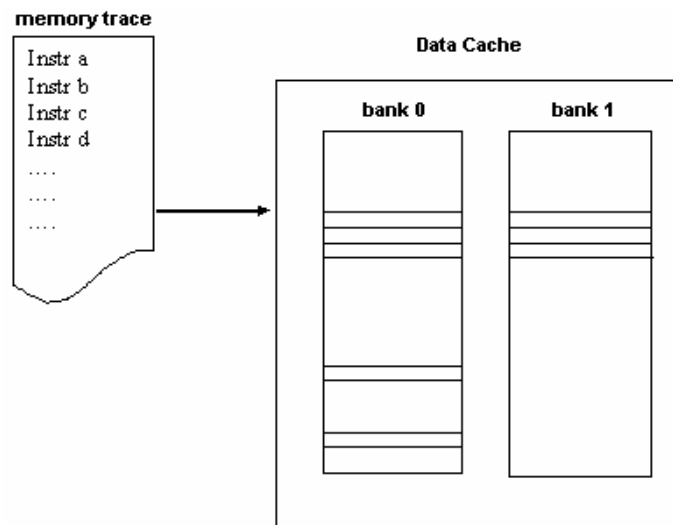 memory trace
Instr a
Instr b
Instr c
Instr d
....
....
....
Data Cache
bank 0
bank 1